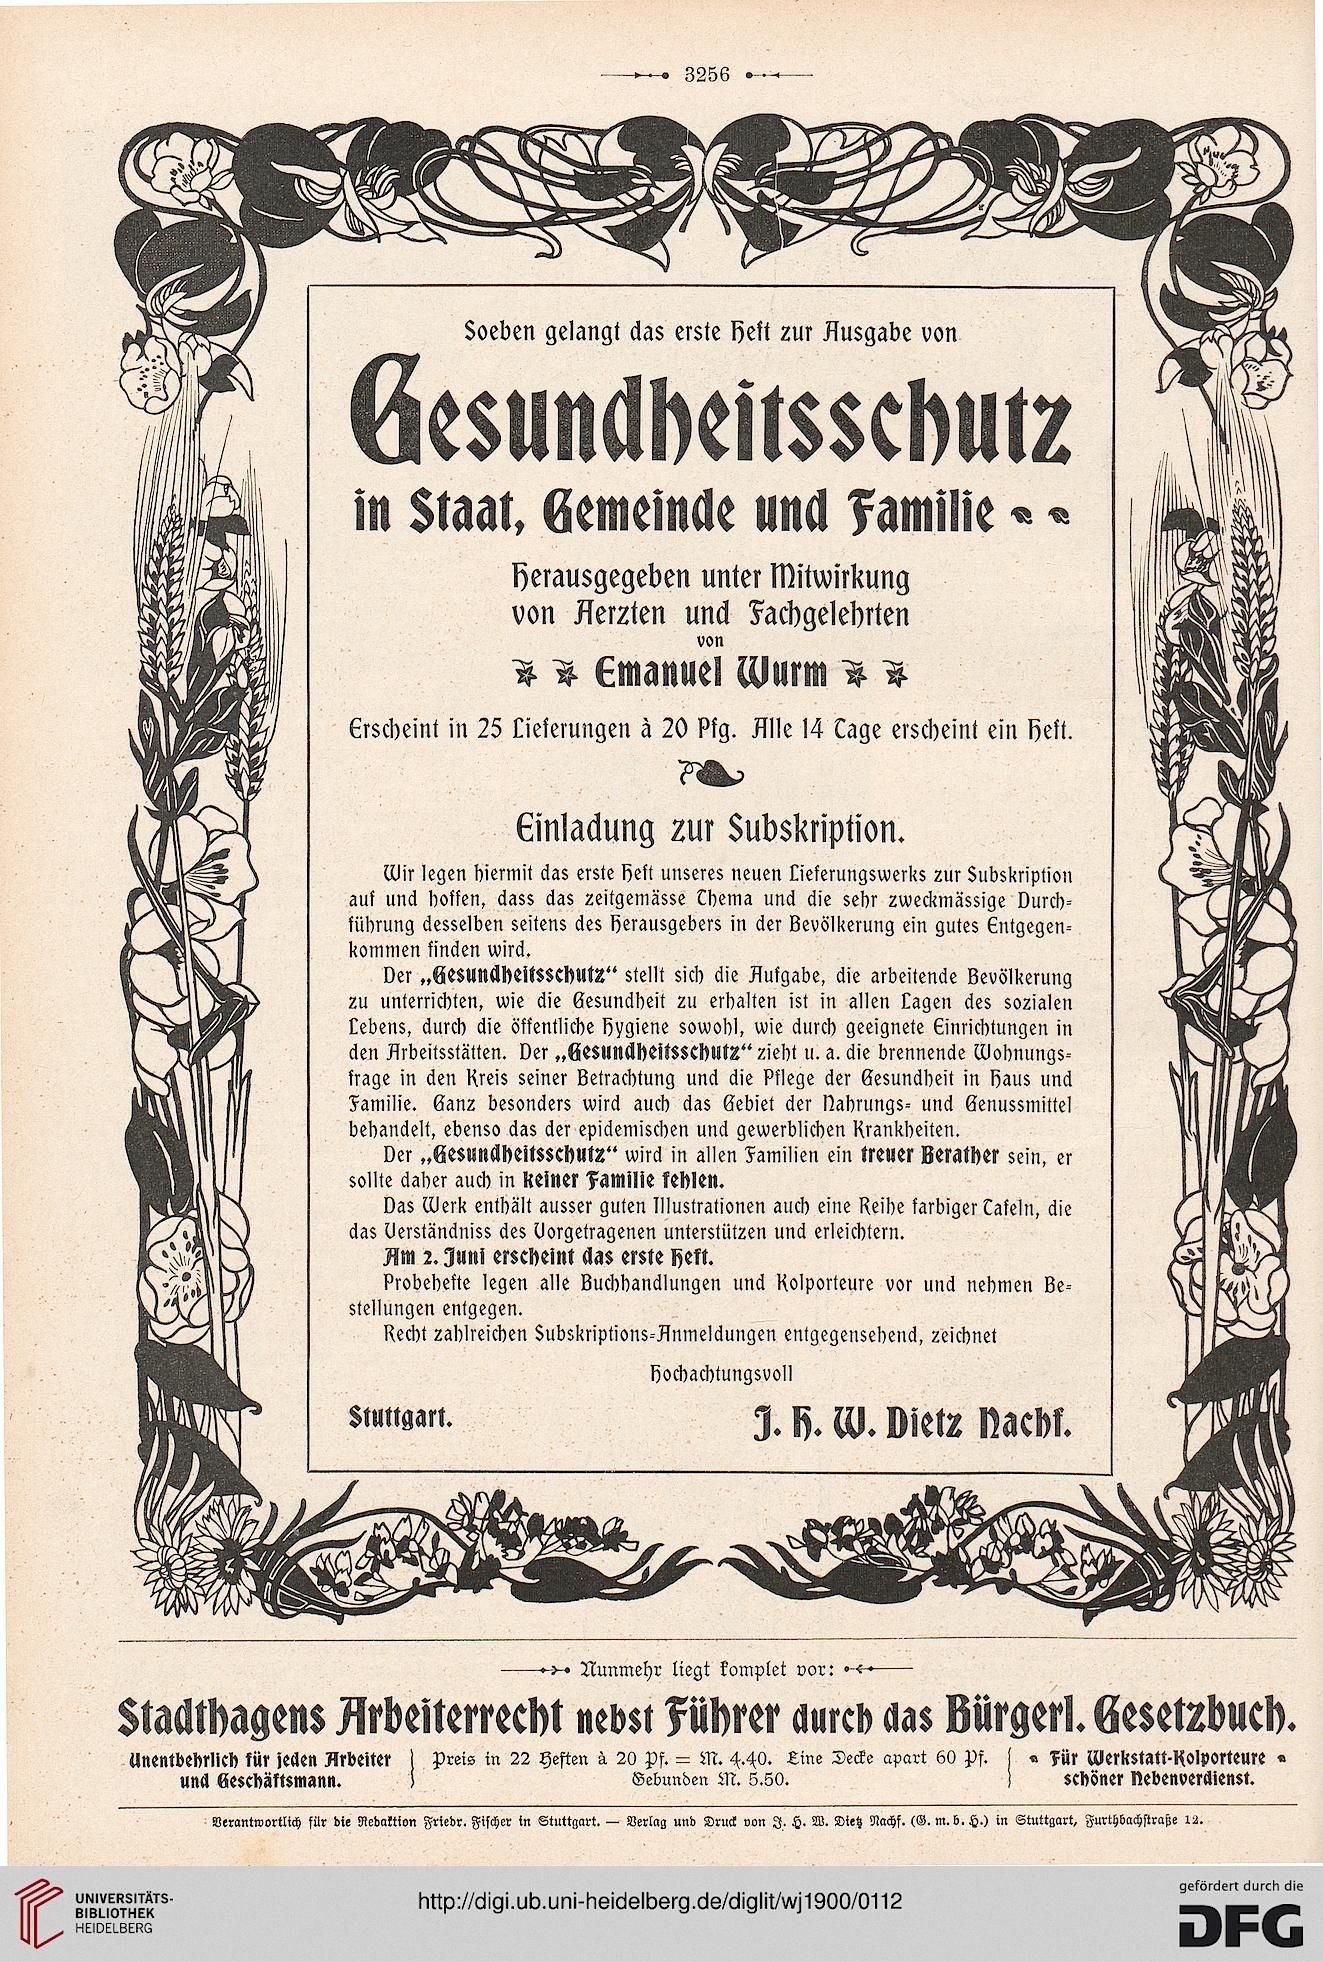 3256
Soeben gelangt das erste Heft zur Ausgabe von
Gesundheitsschutz
in Staat, Gemeinde und Familie
Herausgegeben unter Mitwirkung
von Aerzten und Fachgelehrten
von
Emanuel Wurm
Erscheint in 25 Lieferungen à 20 Pfg. Alle 14 Tage erscheint ein Heft.
Einladung zur Subskription.
Wir legen hiermit das erste Heft unseres neuen Lieferungswerks zur Subskription
auf und hoffen, dass das zeitgemässe Thema und die sehr zweckmässige Durch-
führung desselben seitens des Herausgebers in der Bevölkerung ein gutes Entgegen-
kommen finden wird.
Der „Gesundheitsschutz“ stellt sich die Aufgabe, die arbeitende Bevölkerung
zu unterrichten, wie die Gesundheit zu erhalten ist in allen Lagen des sozialen
Lebens, durch die öffentliche Hygiene sowohl, wie durch geeignete Einrichtungen in
den Arbeitsstätten. Der „Gesundheitsschutz“ zieht u. a. die brennende Wohnungs-
frage in den Kreis seiner Betrachtung und die Pflege der Gesundheit in Haus und
Familie. Ganz besonders wird auch das Gebiet der Nahrungs- und Genussmittel
behandelt, ebenso das der epidemischen und gewerblichen Krankheiten.
Der „Gesundheitsschutz“ wird in allen Familien ein treuer Berather sein, er
sollte daher auch in keiner Familie fehlen.
Das Werk enthält ausser guten Illustrationen auch eine Reihe farbiger Tafeln, die
das Verständniss des Vorgetragenen unterstützen und erleichtern.
Am 2. Juni erscheint das erste Heft.
Probehefte legen alle Buchhandlungen und Kolporteure vor und nehmen Be-
stellungen entgegen.
Recht zahlreichen Subskriptions-Anmeldungen entgegensehend, zeichnet
Hochachtungsvoll
Stuttgart. J. H. W. Dietz Nachf.
Nunmehr liegt komplet vor:
Stadthagens Arbeiterrecht nebst Führer durch das Bürgerl. Gesetzbuch.
Unentbehrlich für jeden Arbeiter
und Geschäftsmann.
Preis in 22 Heften à 20 Pf. = M. 4.40. Eine Decke apart 60 Pf.
Gebunden M. 5.50.
Für Werkstatt-Kolporteure
schöner Nebenverdienst.
Verantwortlich für die Redaktion Friedr. Fischer in Stuttgart. — Verlag und Druck von J. H. W. Dietz Nachf. (G. m. b. H.) in Stuttgart, Furthbachstraße 12.
UNIVERSITÄTS-
BIBLIOTHEK
HEIDELBERG
http://digi.ub.uni-heidelberg.de/diglit/wj1900/0112
gefördert durch die
DFG